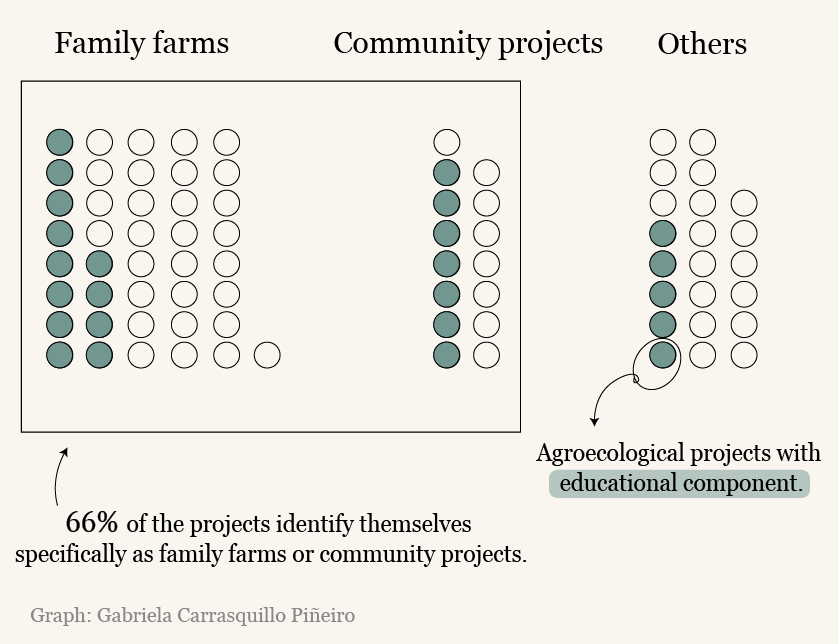 Family farms
Community projects
Others
Agroecological projects with
educational component.
66% of the projects identify themselves
specifically as family farms or community projects.
Graph: Gabriela Carrasquillo Piñeiro